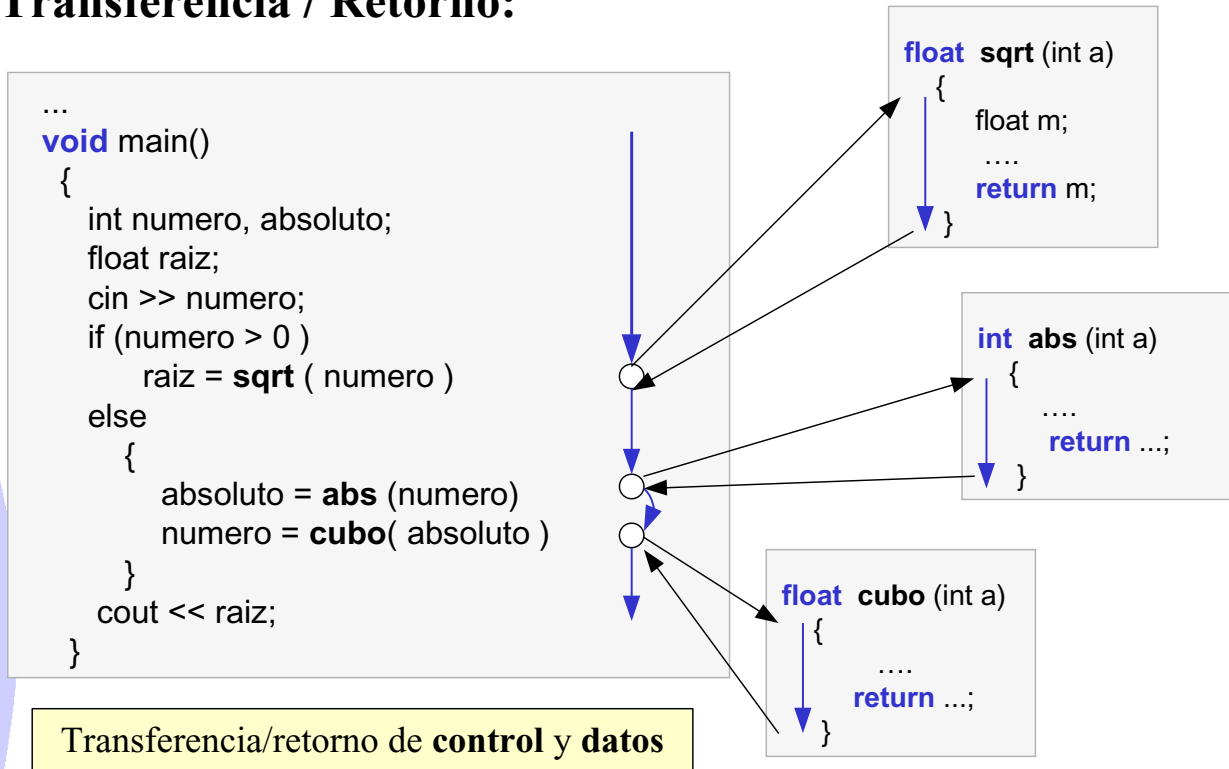 Transferencia / Retorno:
...
void main()
{
int numero, absoluto;
float raiz;
cin >> numero;
if (numero > 0 )
raiz = sqrt ( numero )
else
{
absoluto = abs (numero)
numero = cubo( absoluto )
}
cout << raiz;
}
float sqrt (int a)
{
float m;
....
return m;
}
int abs (int a)
{
....
return ...;
}
float cubo (int a)
{
....
return ...;
}
Transferencia/retorno de control y datos